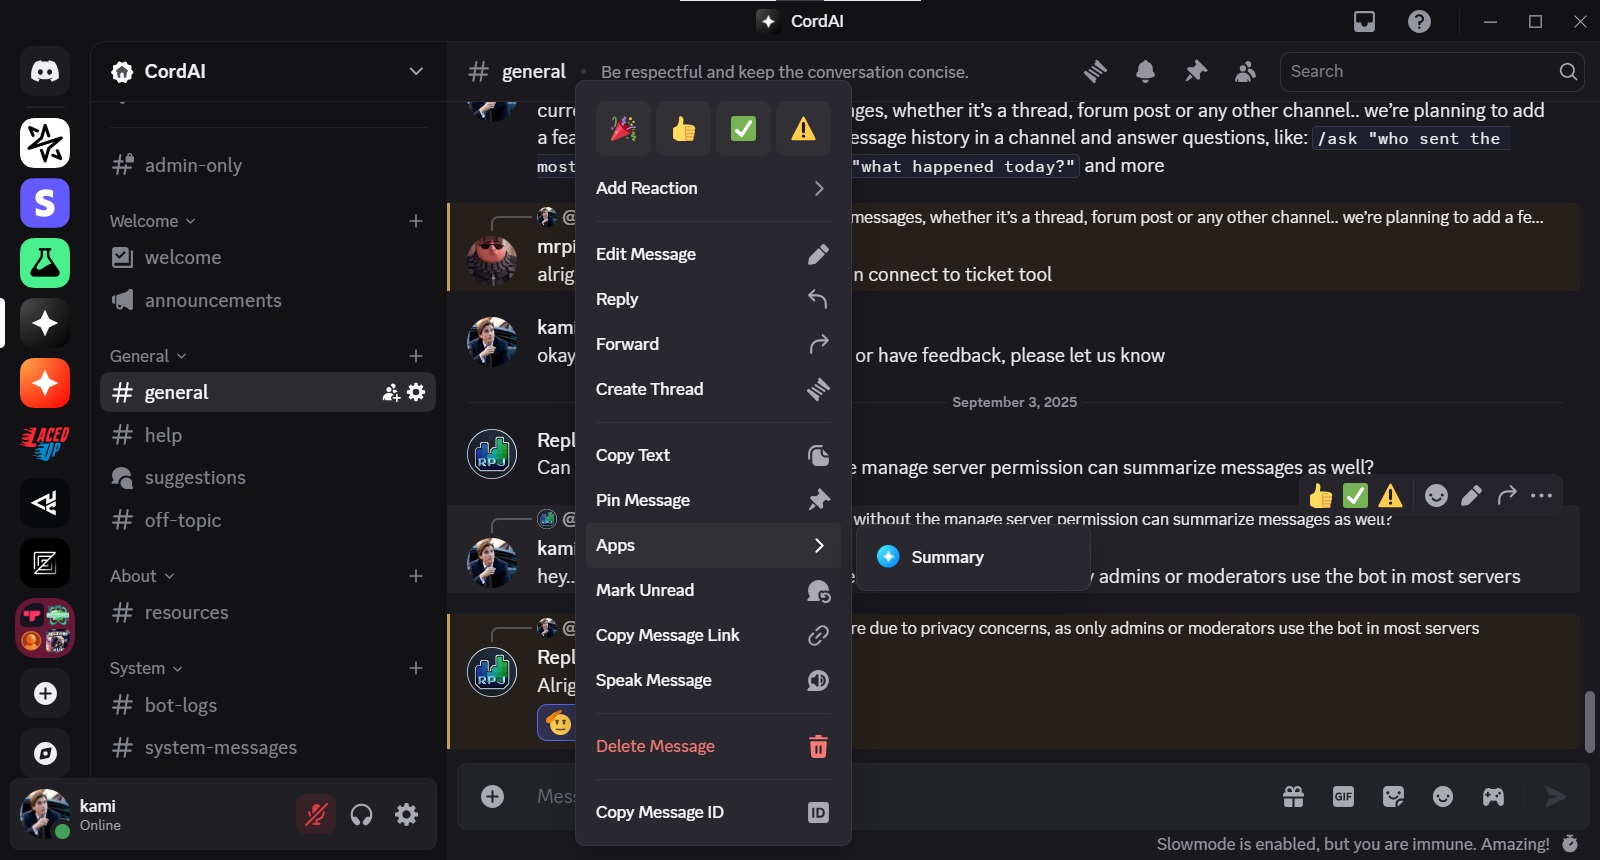 CordAI
CordAI
admin-only
Welcome
welcome
announcements
General
general
help
suggestions
off-topic
About
resources
System
bot-logs
system-messages
kami
Online
general
Be respectful and keep the conversation concise.
Search
ges, whether it's a thread, forum post or any other channel.. we're planning to add
a fea
essage history in a channel and answer questions, like: /ask "who sent the
most
"what happened today?" and more
@
messages, whether it's a thread, forum post or any other channel.. we're planning to add a fe...
mrpi
alrig
n connect to ticket tool
kami
okay
or have feedback, please let us know
September 3, 2025
Repl
Can
e manage server permission can summarize messages as well?
@
without the manage server permission can summarize messages as well?
kami
hey..
y admins or moderators use the bot in most servers
@
re due to privacy concerns, as only admins or moderators use the bot in most servers
Repl
Alrig
RPJ
RPJ
LACED UP
Add Reaction
Edit Message
Reply
Forward
Create Thread
Copy Text
Pin Message
Apps
Summary
Mark Unread
Copy Message Link
Speak Message
Delete Message
Copy Message ID
ID
Mess
GIF
Slowmode is enabled, but you are immune. Amazing!